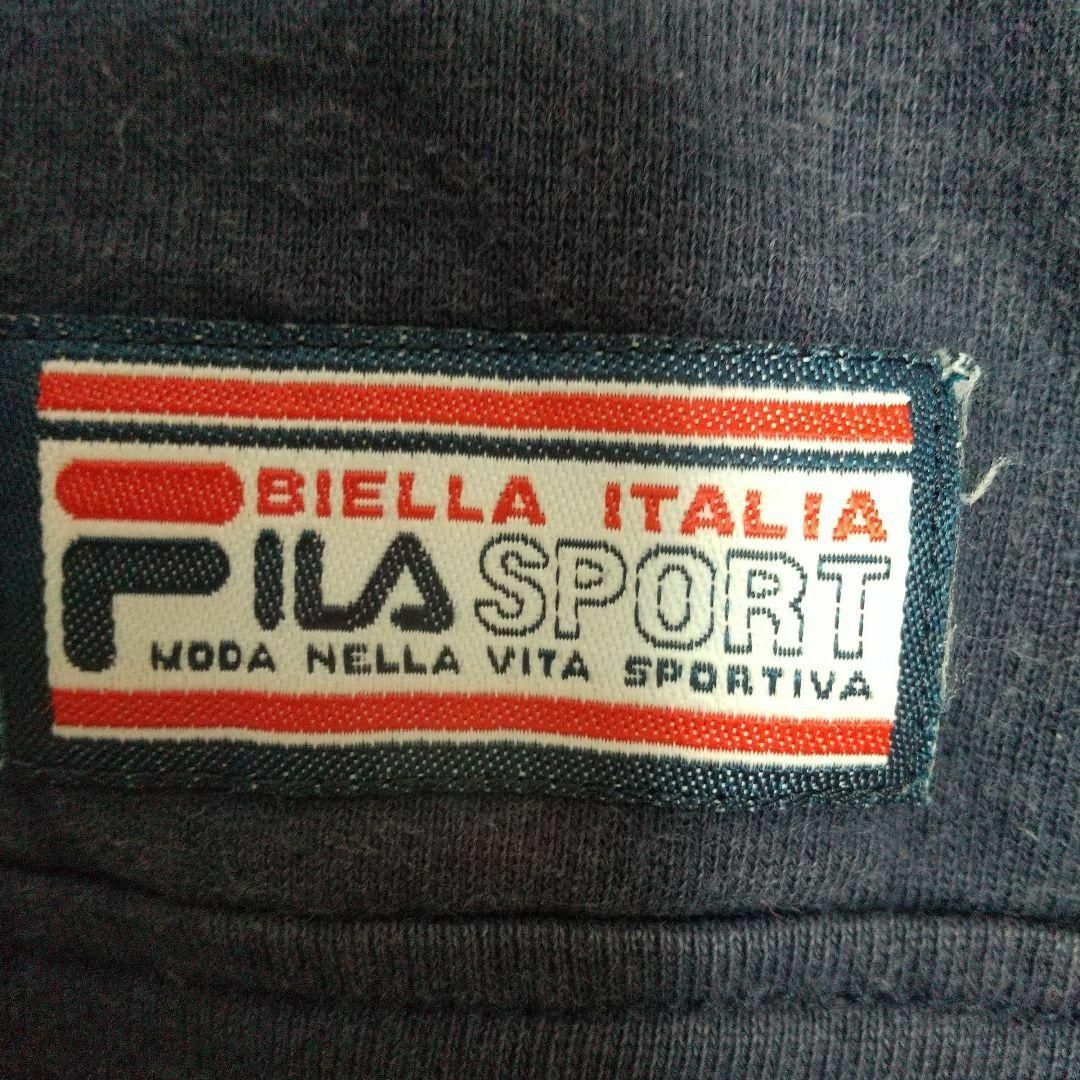 BIELLA ITALIA
FILA SPORT
MODA NELLA VITA SPORTIVA